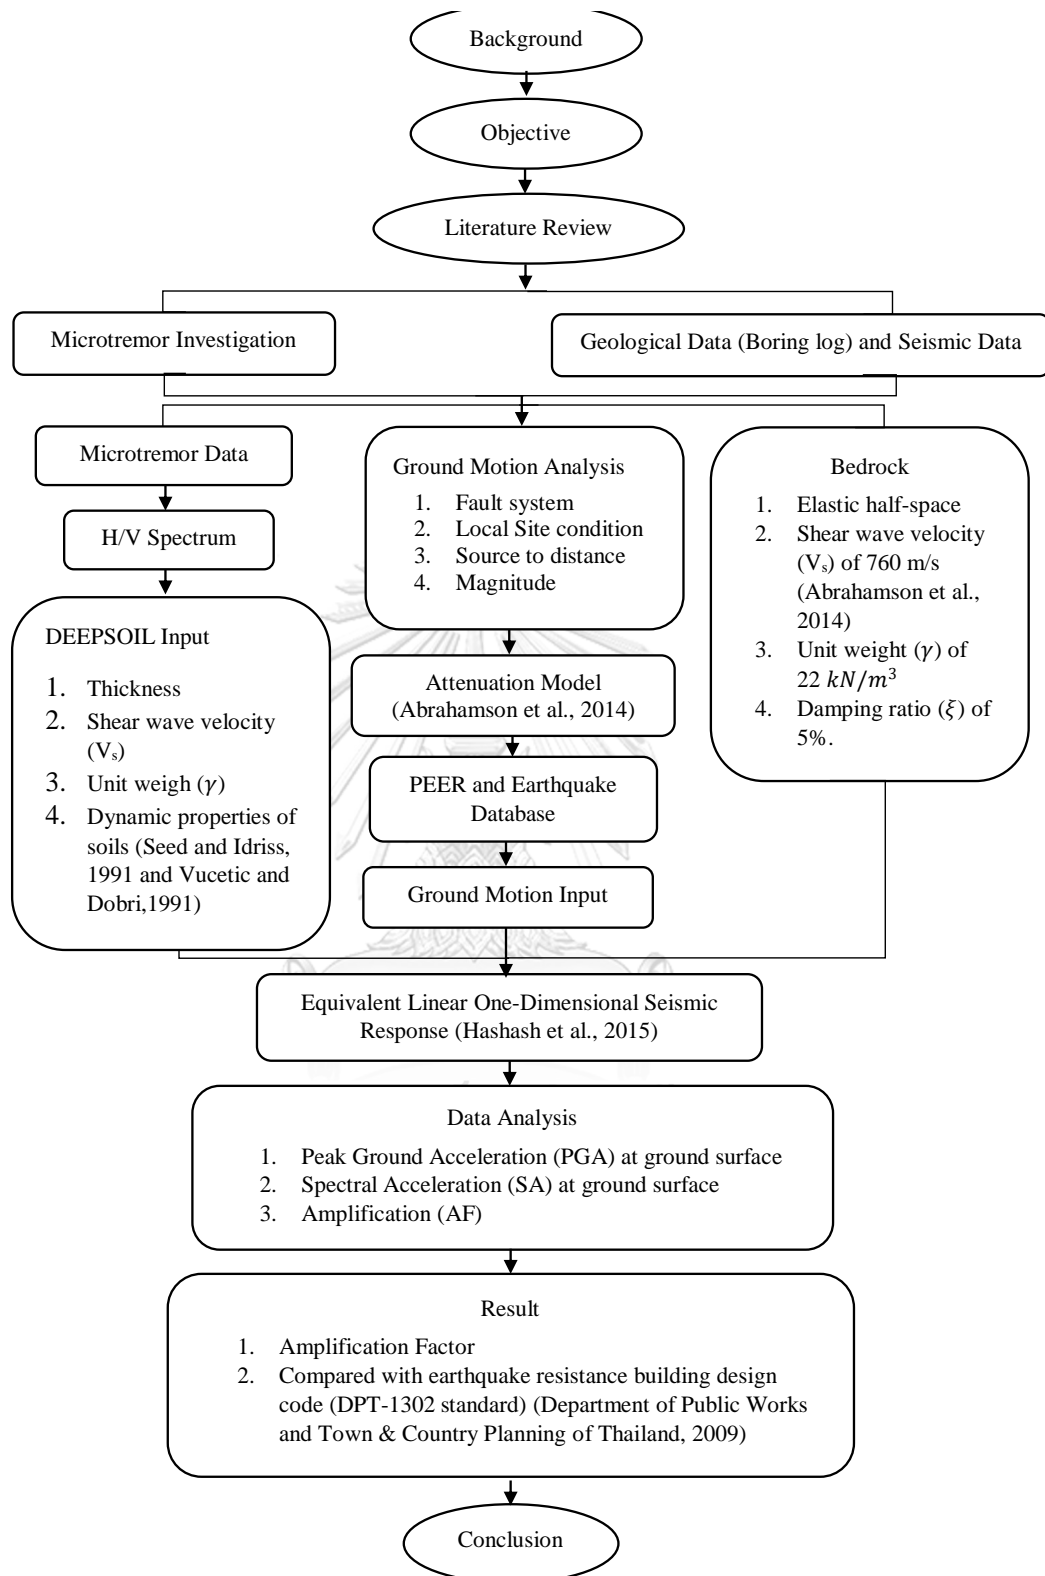 Background
Objective
Literature Review
Microtremor Investigation
Geological Data (Boring log) and Seismic Data
Microtremor Data
H/V Spectrum
DEEPSOIL Input
1. Thickness
2. Shear wave velocity
(Vₛ)
3. Unit weigh (γ)
4. Dynamic properties of
soils (Seed and Idriss,
1991 and Vucetic and
Dobri,1991)
Ground Motion Analysis
1. Fault system
2. Local Site condition
3. Source to distance
4. Magnitude
Attenuation Model
(Abrahamson et al., 2014)
PEER and Earthquake
Database
Ground Motion Input
Bedrock
1. Elastic half-space
2. Shear wave velocity
(Vₛ) of 760 m/s
(Abrahamson et al.,
2014)
3. Unit weight (γ) of
22 kN/m³
4. Damping ratio (ξ) of
5%.
Equivalent Linear One-Dimensional Seismic
Response (Hashash et al., 2015)
Data Analysis
1. Peak Ground Acceleration (PGA) at ground surface
2. Spectral Acceleration (SA) at ground surface
3. Amplification (AF)
Result
1. Amplification Factor
2. Compared with earthquake resistance building design
code (DPT-1302 standard) (Department of Public Works
and Town & Country Planning of Thailand, 2009)
Conclusion